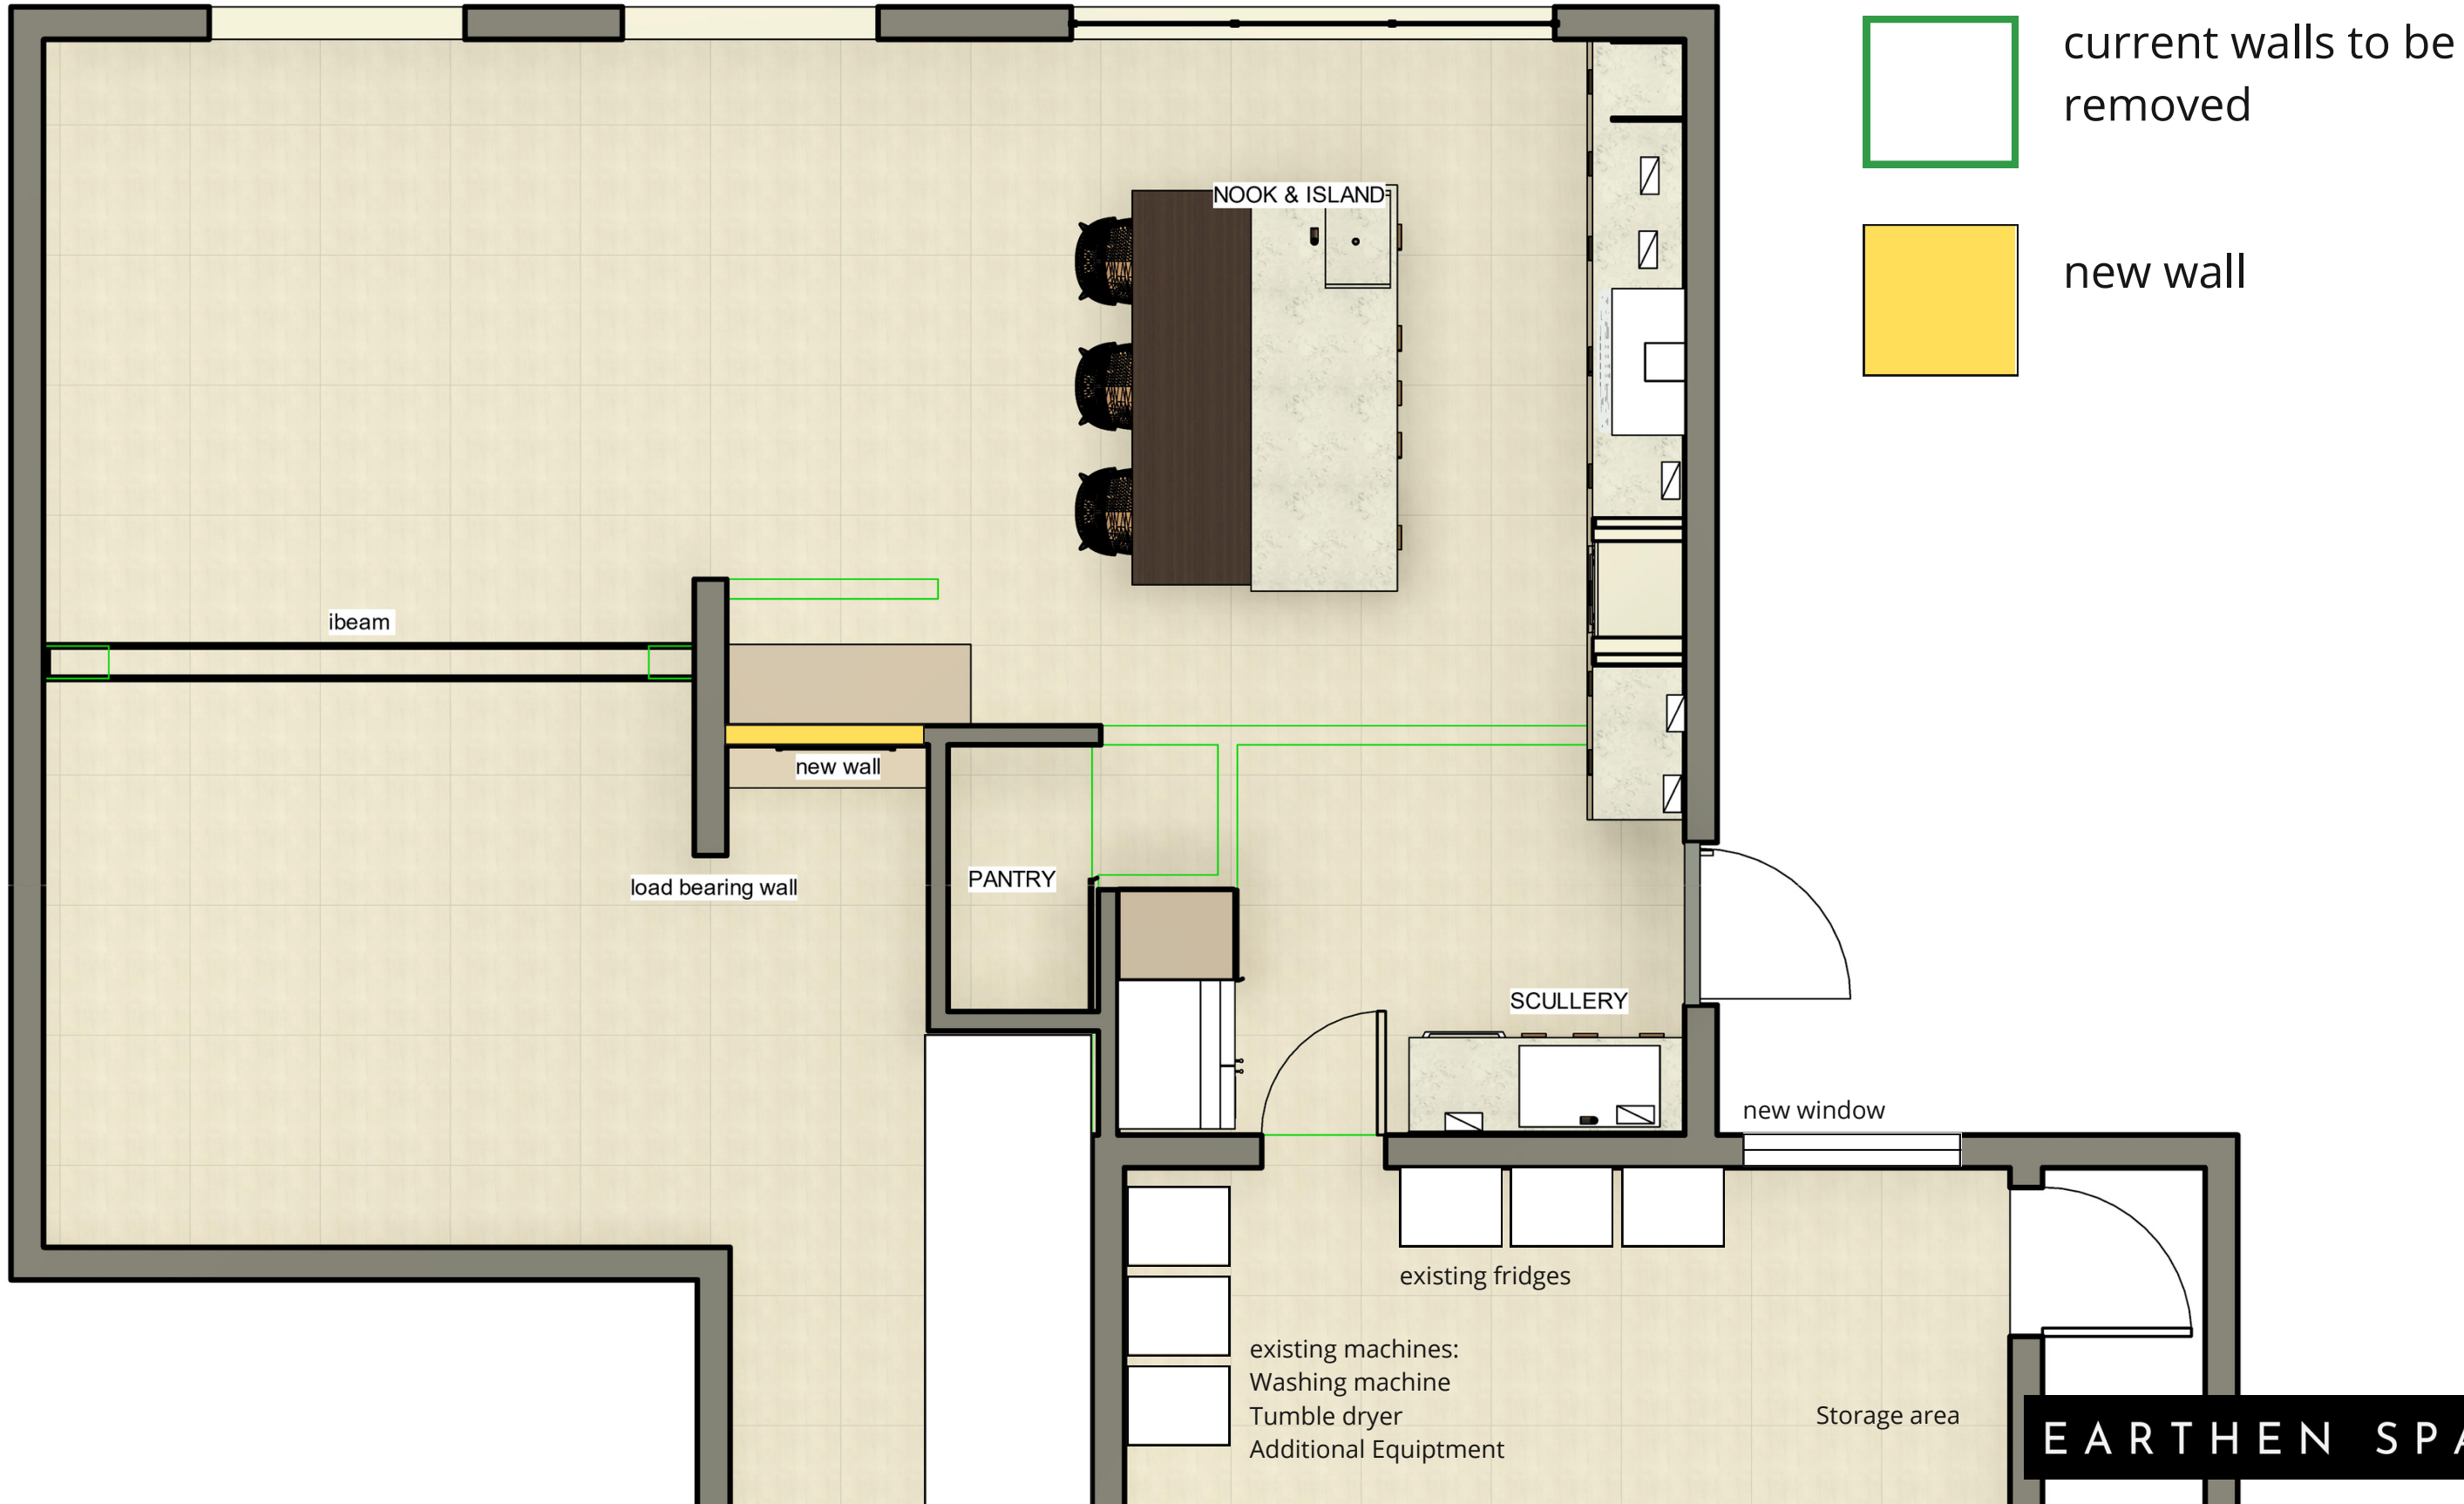 current walls to be
removed
new wall
NOOK & ISLAND
ibeam
new wall
load bearing wall
PANTRY
SCULLERY
new window
existing fridges
existing machines:
Washing machine
Tumble dryer
Additional Equiptment
Storage area
EARTHEN SPA